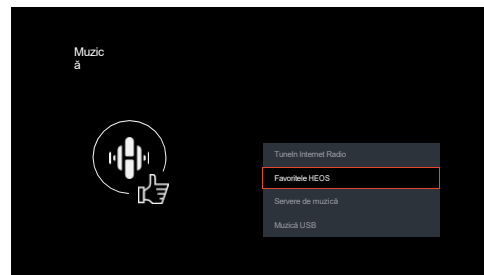 Muzic
ă
TuneIn Internet Radio
Favoritele HEOS
Servere de muzică
Muzică USB